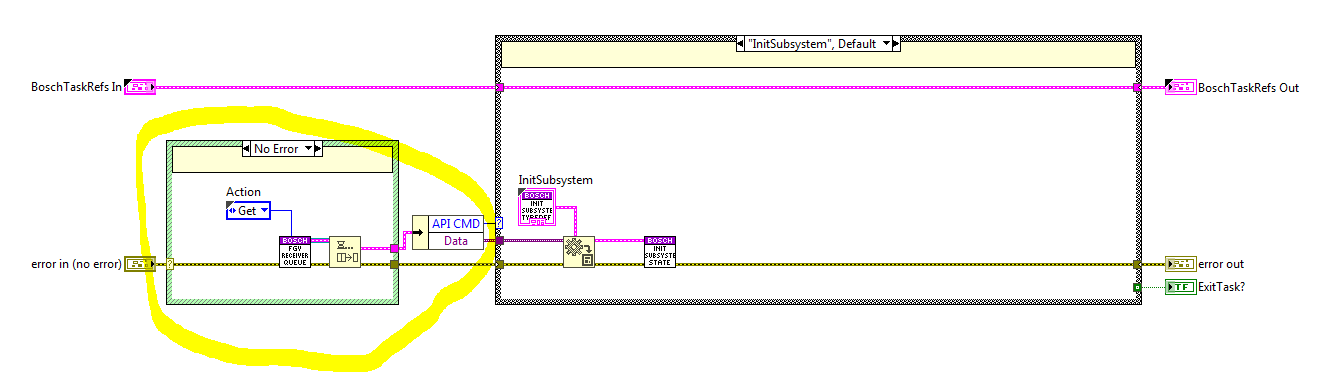 "InitSubsystem", Default
BoschTaskRefs In
BoschTaskRefs Out
No Error
InitSubsystem
BOSCH
INIT
SUBSYSTE
TYPEDEF
Action
Get
API CMD
Data
BOSCH
FGV
RECEIVER
QUEUE
BOSCH
INIT
SUBSYSTE
STATE
error in (no error)
error out
TF
ExitTask?